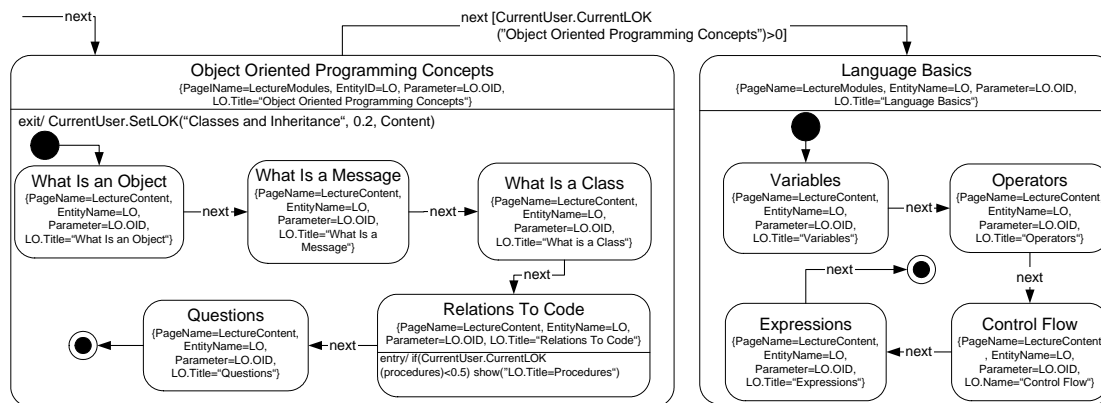 next
next [CurrentUser.CurrentLOK
("Object Oriented Programming Concepts")>0]
Object Oriented Programming Concepts
{PagelName=LectureModules, EntityID=LO, Parameter=LO.OID,
LO.Title="Object Oriented Programming Concepts"}
exit/ CurrentUser.SetLOK("Classes and Inheritance", 0.2, Content)
What Is an Object
{PageName=LectureContent,
EntityName=LO,
Parameter=LO.OID,
LO.Title="What Is an Object"}
next
What Is a Message
{PageName=LectureContent,
EntityName=LO,
Parameter=LO.OID,
LO.Title="What Is a
Message"}
next
What Is a Class
{PageName=LectureContent,
EntityName=LO,
Parameter=LO.OID,
LO.Title="What is a Class"}
next
Relations To Code
{PageName=LectureContent, EntityName=LO,
Parameter=LO.OID, LO.Title="Relations To Code"}
entry/ if(CurrentUser.CurrentLOK
(procedures)<0.5) show("LO.Title=Procedures")
next
Questions
{PageName=LectureContent,
EntityName=LO,
Parameter=LO.OID,
LO.Title="Questions"}
Language Basics
{PageName=LectureModules, EntityName=LO, Parameter=LO.OID,
LO.Title="Language Basics"}
Variables
{PageName=LectureContent,
EntityName=LO,
Parameter=LO.OID,
LO.Title="Variables"}
next
Operators
{PageName=LectureContent,
EntityName=LO,
Parameter=LO.OID,
LO.Title="Operators"}
next
Control Flow
{PageName=LectureContent
, EntityName=LO,
Parameter=LO.OID,
LO.Name="Control Flow"}
next
Expressions
{PageName=LectureContent,
EntityName=LO,
Parameter=LO.OID,
LO.Title="Expressions"}
next